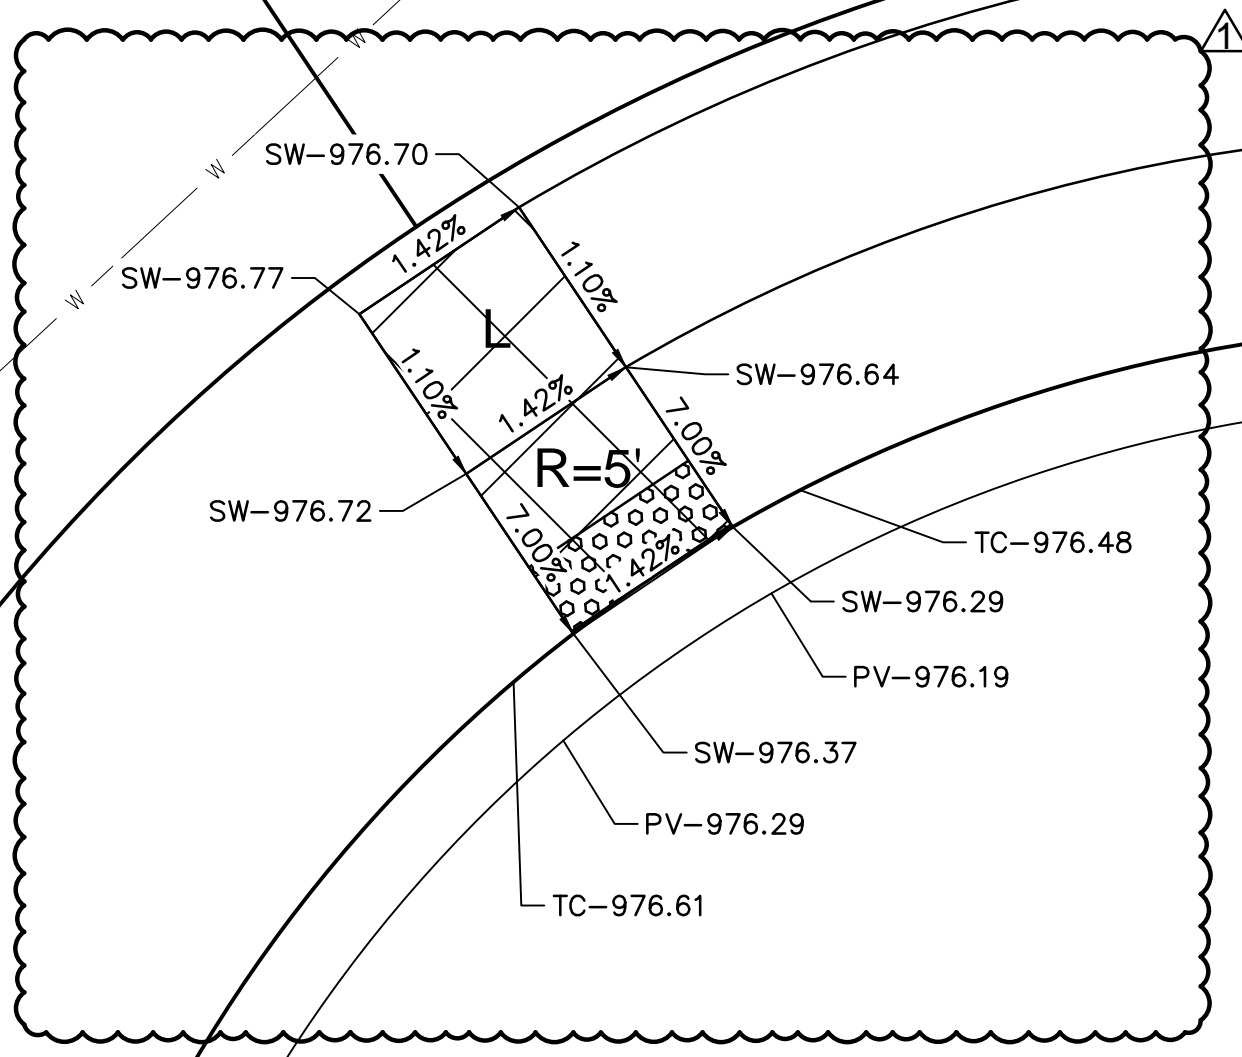 1
W
SW-976.70
W
1.42%
1.10%
SW-976.77
W
L
1.10%
SW-976.64
1.42%
7.00%
R=5'
SW-976.72
7.00%
TC-976.48
1.42%
SW-976.29
PV-976.19
SW-976.37
PV-976.29
TC-976.61